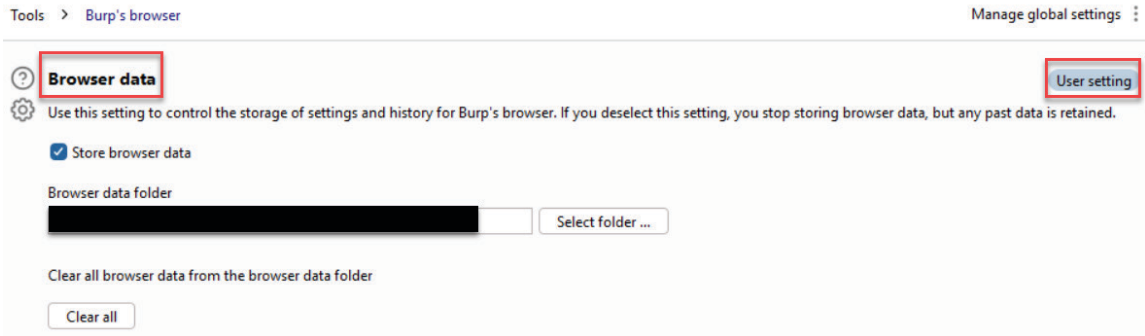 Tools > Burp's browser
Manage global settings
Browser data
User setting
Use this setting to control the storage of settings and history for Burp's browser. If you deselect this setting, you stop storing browser data, but any past data is retained.
Store browser data
Browser data folder
Select folder ...
Clear all browser data from the browser data folder
Clear all